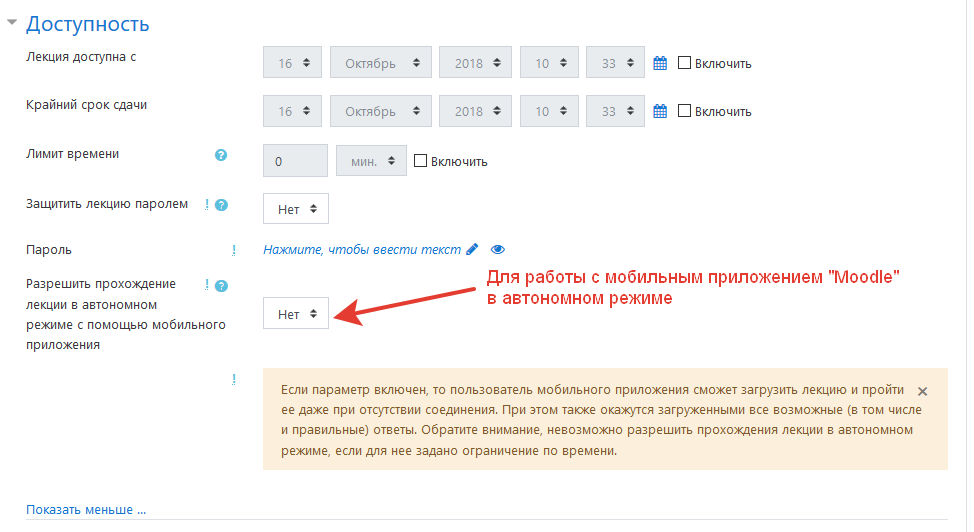 Доступность
Лекция доступна с
16 Октябрь 2018 10 33 Включить
Крайний срок сдачи
16 Октябрь 2018 10 33 Включить
Лимит времени ?
0 мин. Включить
Защитить лекцию паролем ! ?
Нет
Пароль !
Нажмите, чтобы ввести текст
Разрешить прохождение ! ?
лекции в автономном
режиме с помощью мобильного
приложения
Нет
Для работы с мобильным приложением "Moodle"
в автономном режиме
!
Если параметр включен, то пользователь мобильного приложения сможет загрузить лекцию и пройти ×
ее даже при отсутствии соединения. При этом также окажутся загруженными все возможные (в том числе
и правильные) ответы. Обратите внимание, невозможно разрешить прохождения лекции в автономном
режиме, если для нее задано ограничение по времени.
Показать меньше ...